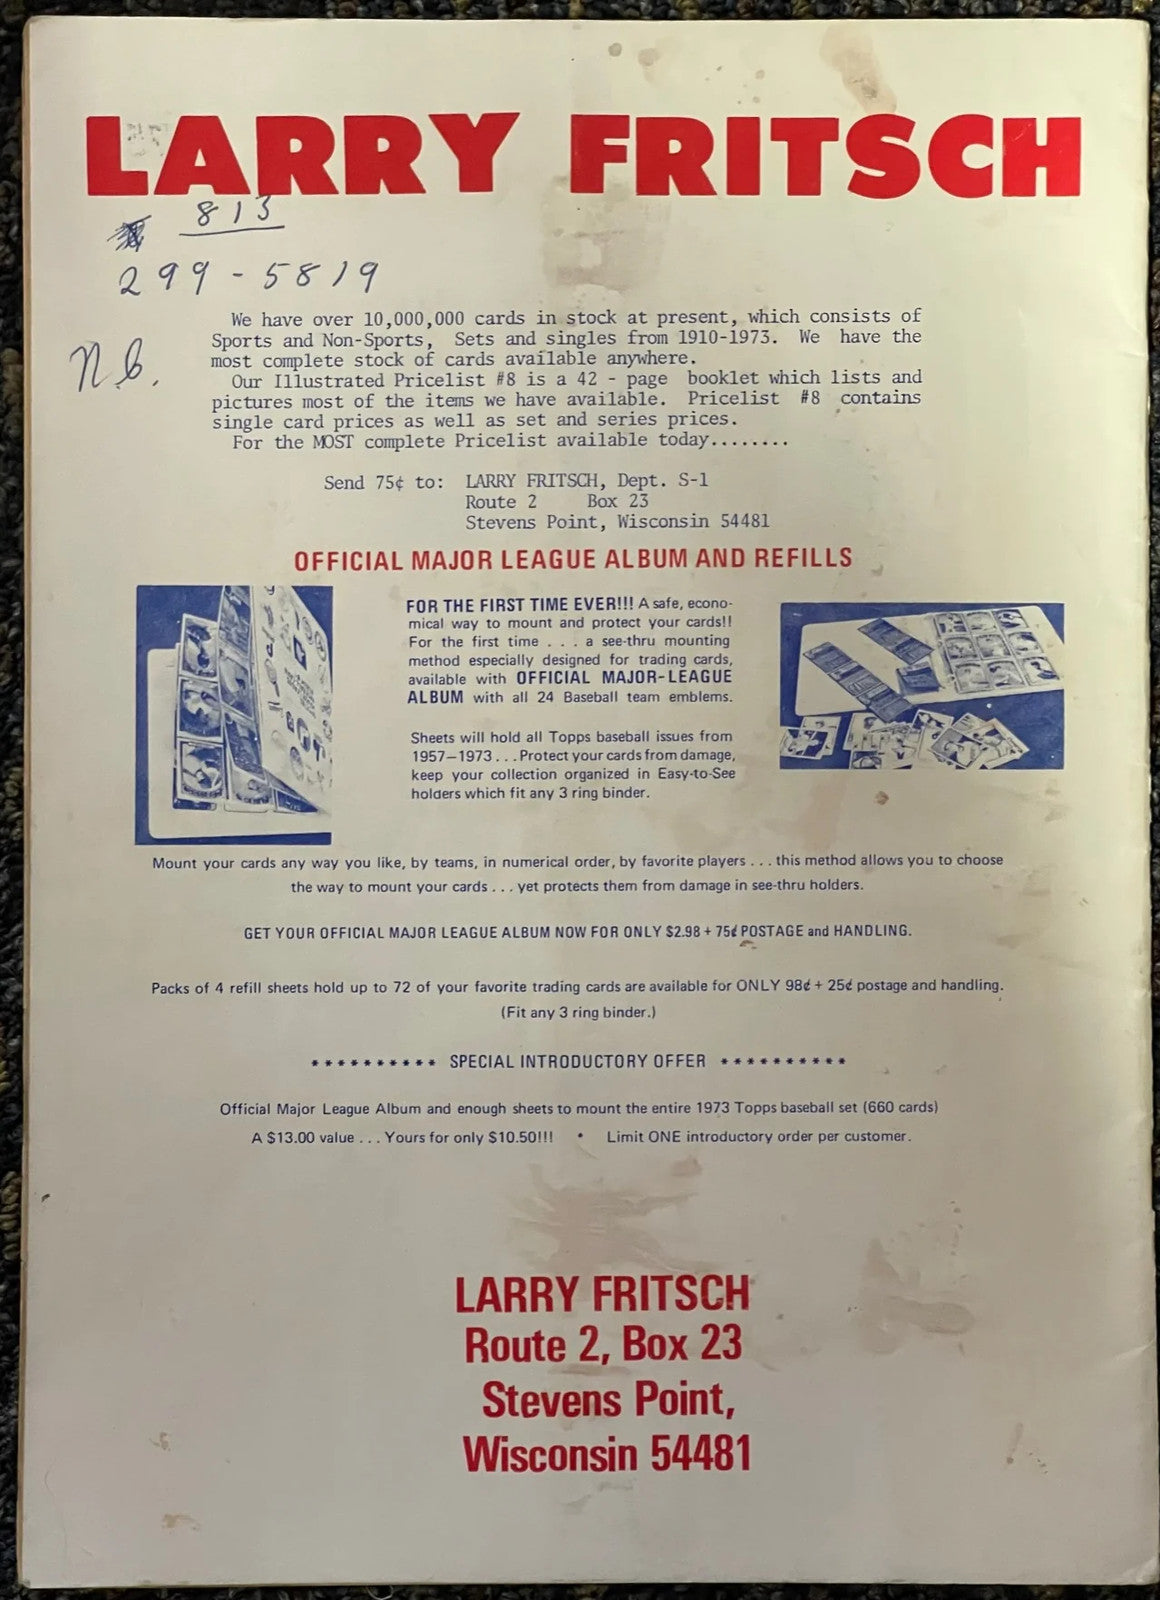 LARRY FRITSCH
813
299-5819
N.B.
We have over 10,000,000 cards in stock at present, which consists of
Sports and Non-Sports, Sets and singles from 1910-1973. We have the
most complete stock of cards available anywhere.
Our Illustrated Pricelist #8 is a 42 - page booklet which lists and
pictures most of the items we have available. Pricelist #8 contains
single card prices as well as set and series prices.
For the MOST complete Pricelist available today........
Send 75¢ to: LARRY FRITSCH, Dept. S-1
Route 2 Box 23
Stevens Point, Wisconsin 54481
OFFICIAL MAJOR LEAGUE ALBUM AND REFILLS
FOR THE FIRST TIME EVER!!! A safe, econo-
mical way to mount and protect your cards!!
For the first time . . . a see-thru mounting
method especially designed for trading cards,
available with OFFICIAL MAJOR-LEAGUE
ALBUM with all 24 Baseball team emblems.
Sheets will hold all Topps baseball issues from
1957–1973 . . . Protect your cards from damage,
keep your collection organized in Easy-to-See
holders which fit any 3 ring binder.
Mount your cards any way you like, by teams, in numerical order, by favorite players . . . this method allows you to choose
the way to mount your cards . . . yet protects them from damage in see-thru holders.
GET YOUR OFFICIAL MAJOR LEAGUE ALBUM NOW FOR ONLY $2.98 + 75¢ POSTAGE and HANDLING.
Packs of 4 refill sheets hold up to 72 of your favorite trading cards are available for ONLY 98¢ + 25¢ postage and handling.
(Fit any 3 ring binder.)
* * * * * * * * * * SPECIAL INTRODUCTORY OFFER * * * * * * * * * *
Official Major League Album and enough sheets to mount the entire 1973 Topps baseball set (660 cards)
A $13.00 value . . . Yours for only $10.50!!! • Limit ONE introductory order per customer.
LARRY FRITSCH
Route 2, Box 23
Stevens Point,
Wisconsin 54481